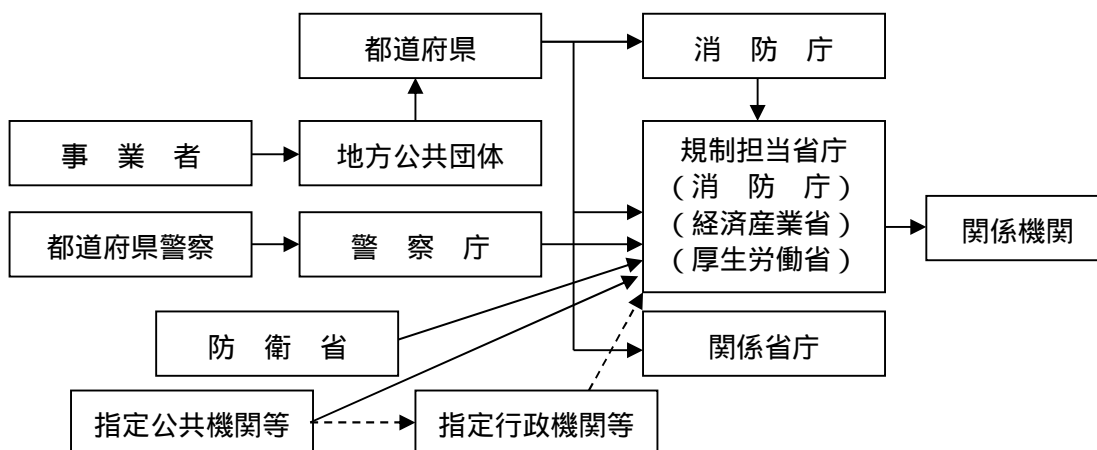 都道府県
消　防　庁
事　業　者
地方公共団体
規制担当省庁
（消　防　庁）
（経済産業省）
（厚生労働省）
都道府県警察
警　察　庁
関係機関
防　衛　省
関係省庁
指定公共機関等
指定行政機関等